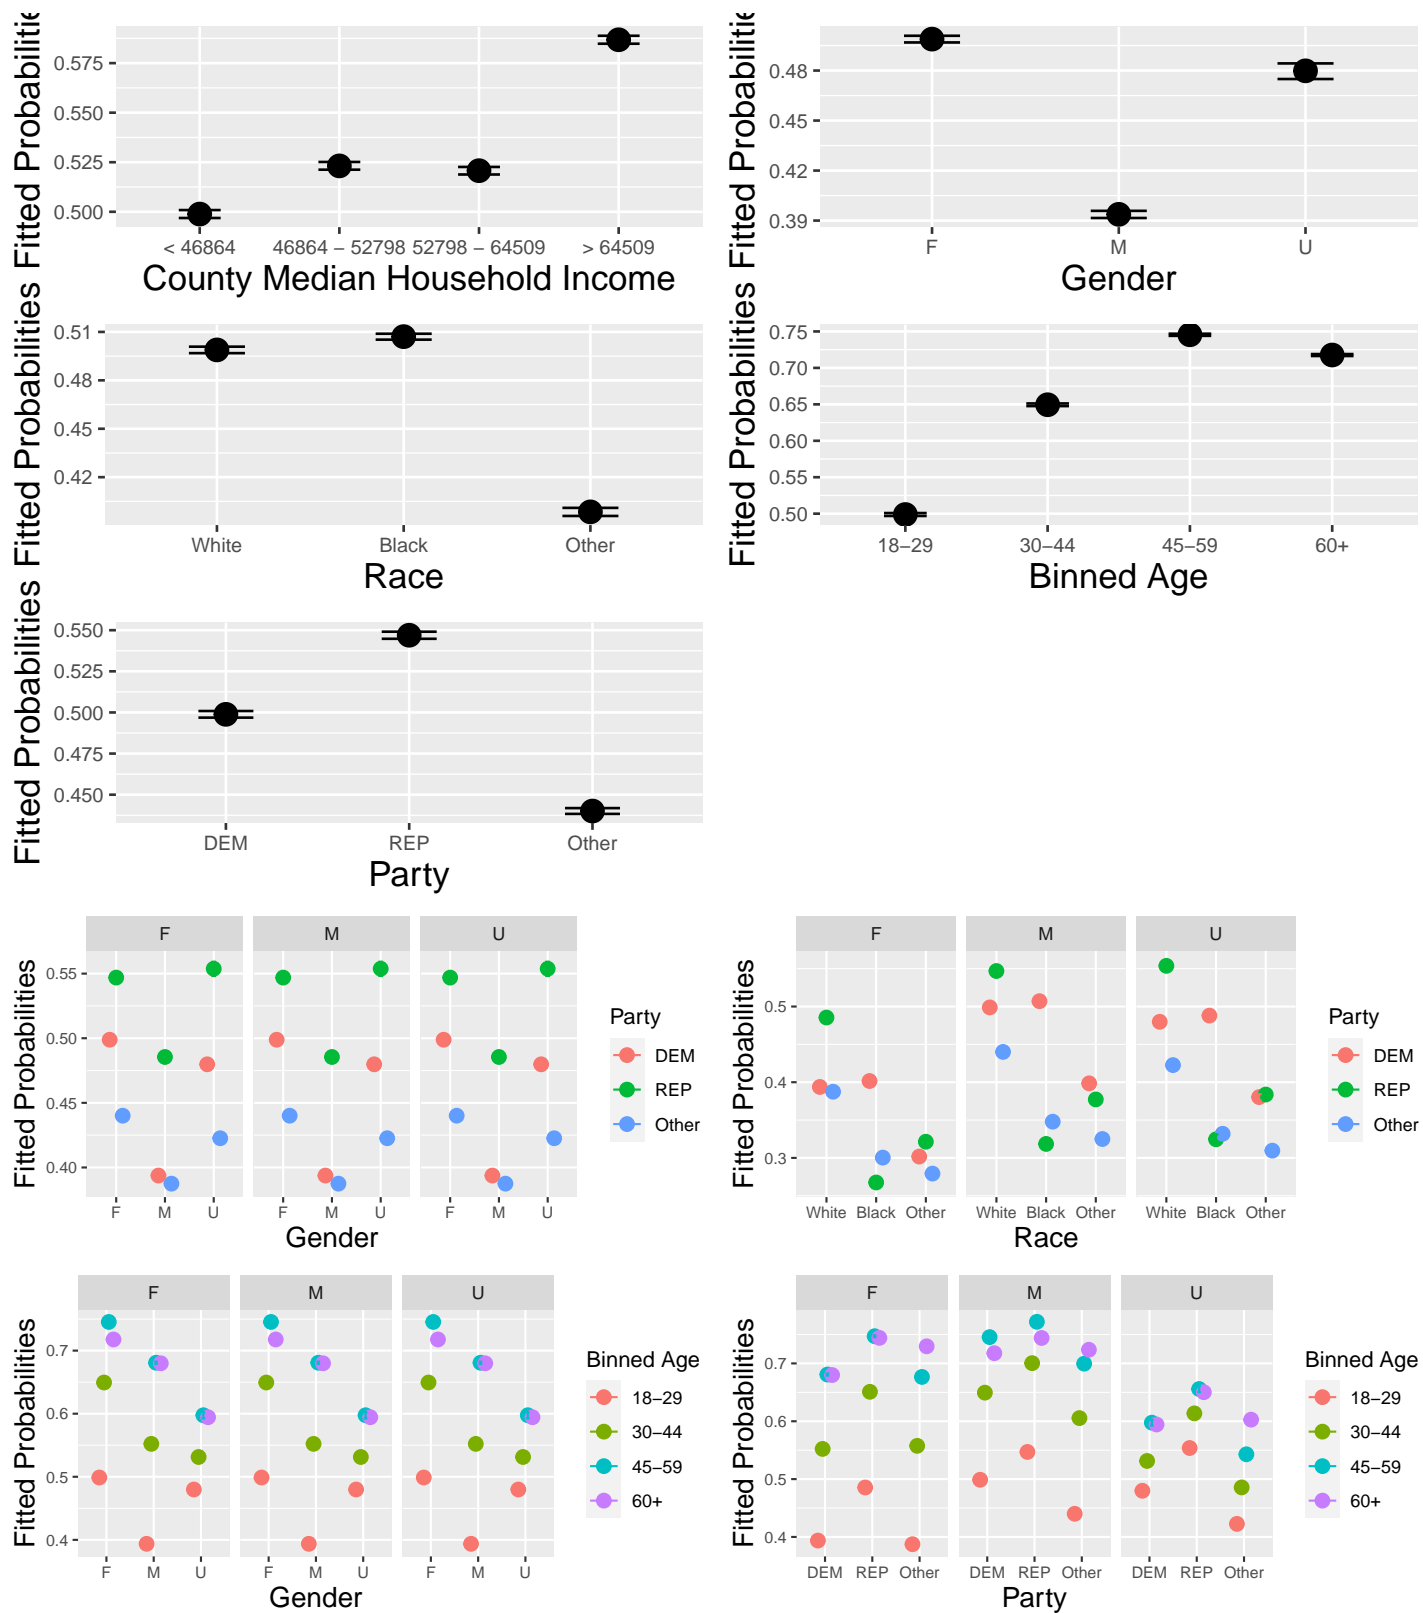 Fitted Probabilities
0.575
0.550
0.525
0.500
< 46864
46864 − 52798
52798 − 64509
> 64509
County Median Household Income
Fitted Probabilities
0.48
0.45
0.42
0.39
F
M
U
Gender
Fitted Probabilities
0.51
0.48
0.45
0.42
White
Black
Other
Race
Fitted Probabilities
0.75
0.70
0.65
0.60
0.55
0.50
18−29
30−44
45−59
60+
Binned Age
Fitted Probabilities
0.550
0.525
0.500
0.475
0.450
DEM
REP
Other
Party
F
M
U
Fitted Probabilities
0.55
0.50
0.45
0.40
F M U
F M U
F M U
Gender
Party
DEM
REP
Other
F
M
U
Fitted Probabilities
0.5
0.4
0.3
White Black Other
White Black Other
White Black Other
Race
Party
DEM
REP
Other
F
M
U
Fitted Probabilities
0.7
0.6
0.5
0.4
F M U
F M U
F M U
Gender
Binned Age
18−29
30−44
45−59
60+
F
M
U
Fitted Probabilities
0.7
0.6
0.5
0.4
DEM REP Other
DEM REP Other
DEM REP Other
Party
Binned Age
18−29
30−44
45−59
60+